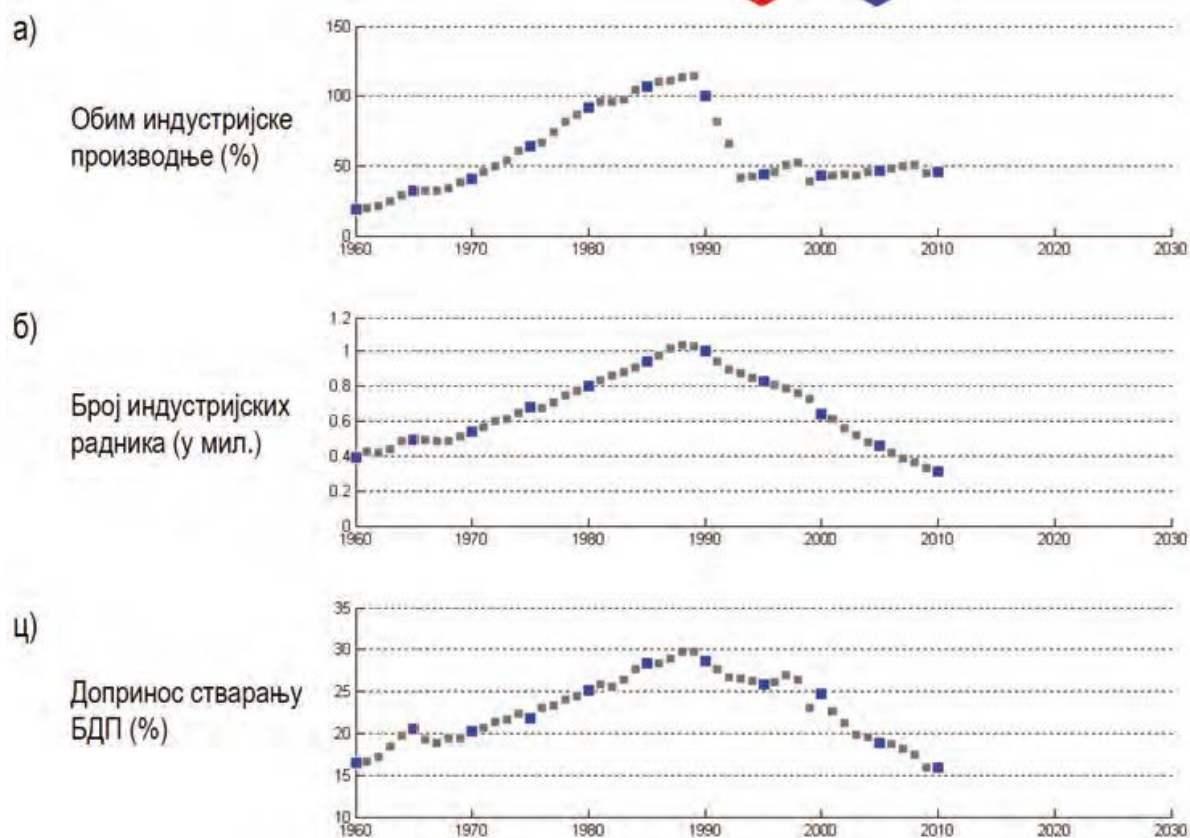 а)
Обим индустријске
производње (%)
150
100
50
0
1960 1970 1980 1990 2000 2010 2020 2030
б)
Број индустријских
радника (у мил.)
1.2
1
0.8
0.6
0.4
0.2
0
1960 1970 1980 1990 2000 2010 2020 2030
ц)
Допринос стварању
БДП (%)
35
30
25
20
15
10
1960 1970 1980 1990 2000 2010 2020 2030